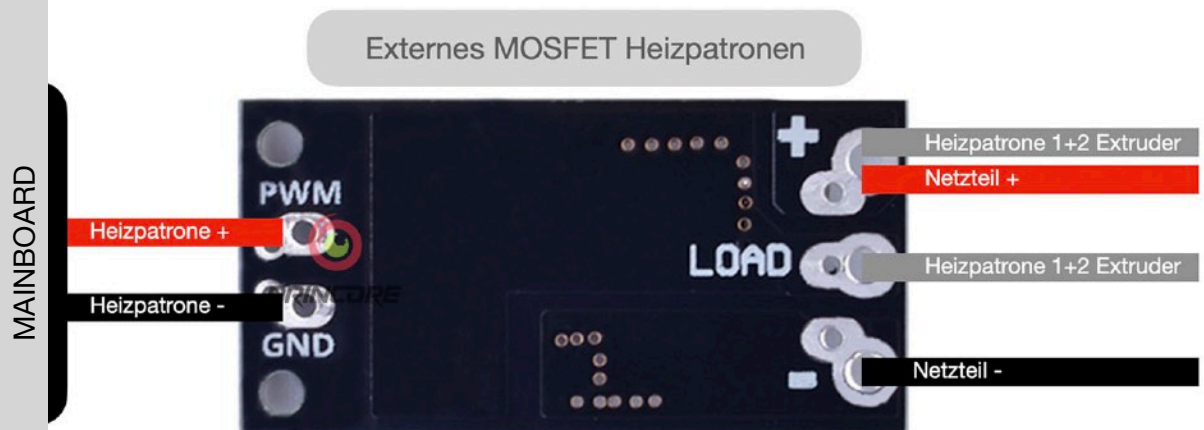 Externes MOSFET Heizpatronen
MAINBOARD
PWM
Heizpatrone +
Heizpatrone -
GND
+
Heizpatrone 1+2 Extruder
Netzteil +
LOAD
Heizpatrone 1+2 Extruder
-
Netzteil -